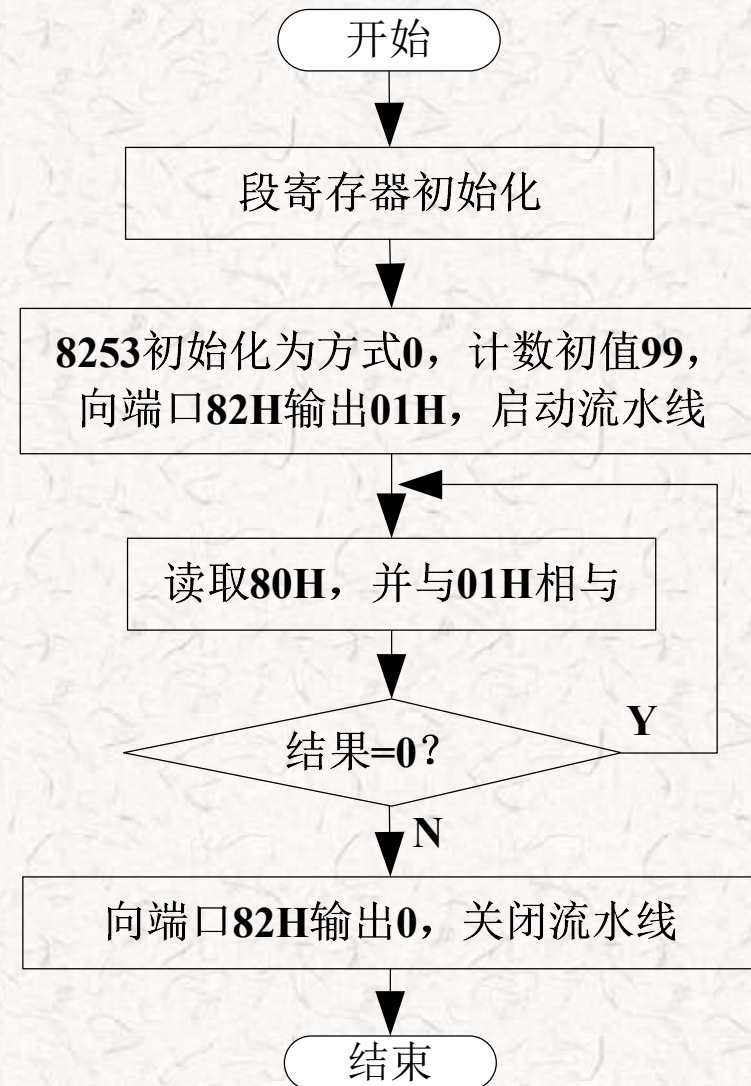 开始
段寄存器初始化
8253初始化为方式0，计数初值99，
向端口82H输出01H，启动流水线
读取80H，并与01H相与
结果=0？
Y
N
向端口82H输出0，关闭流水线
结束